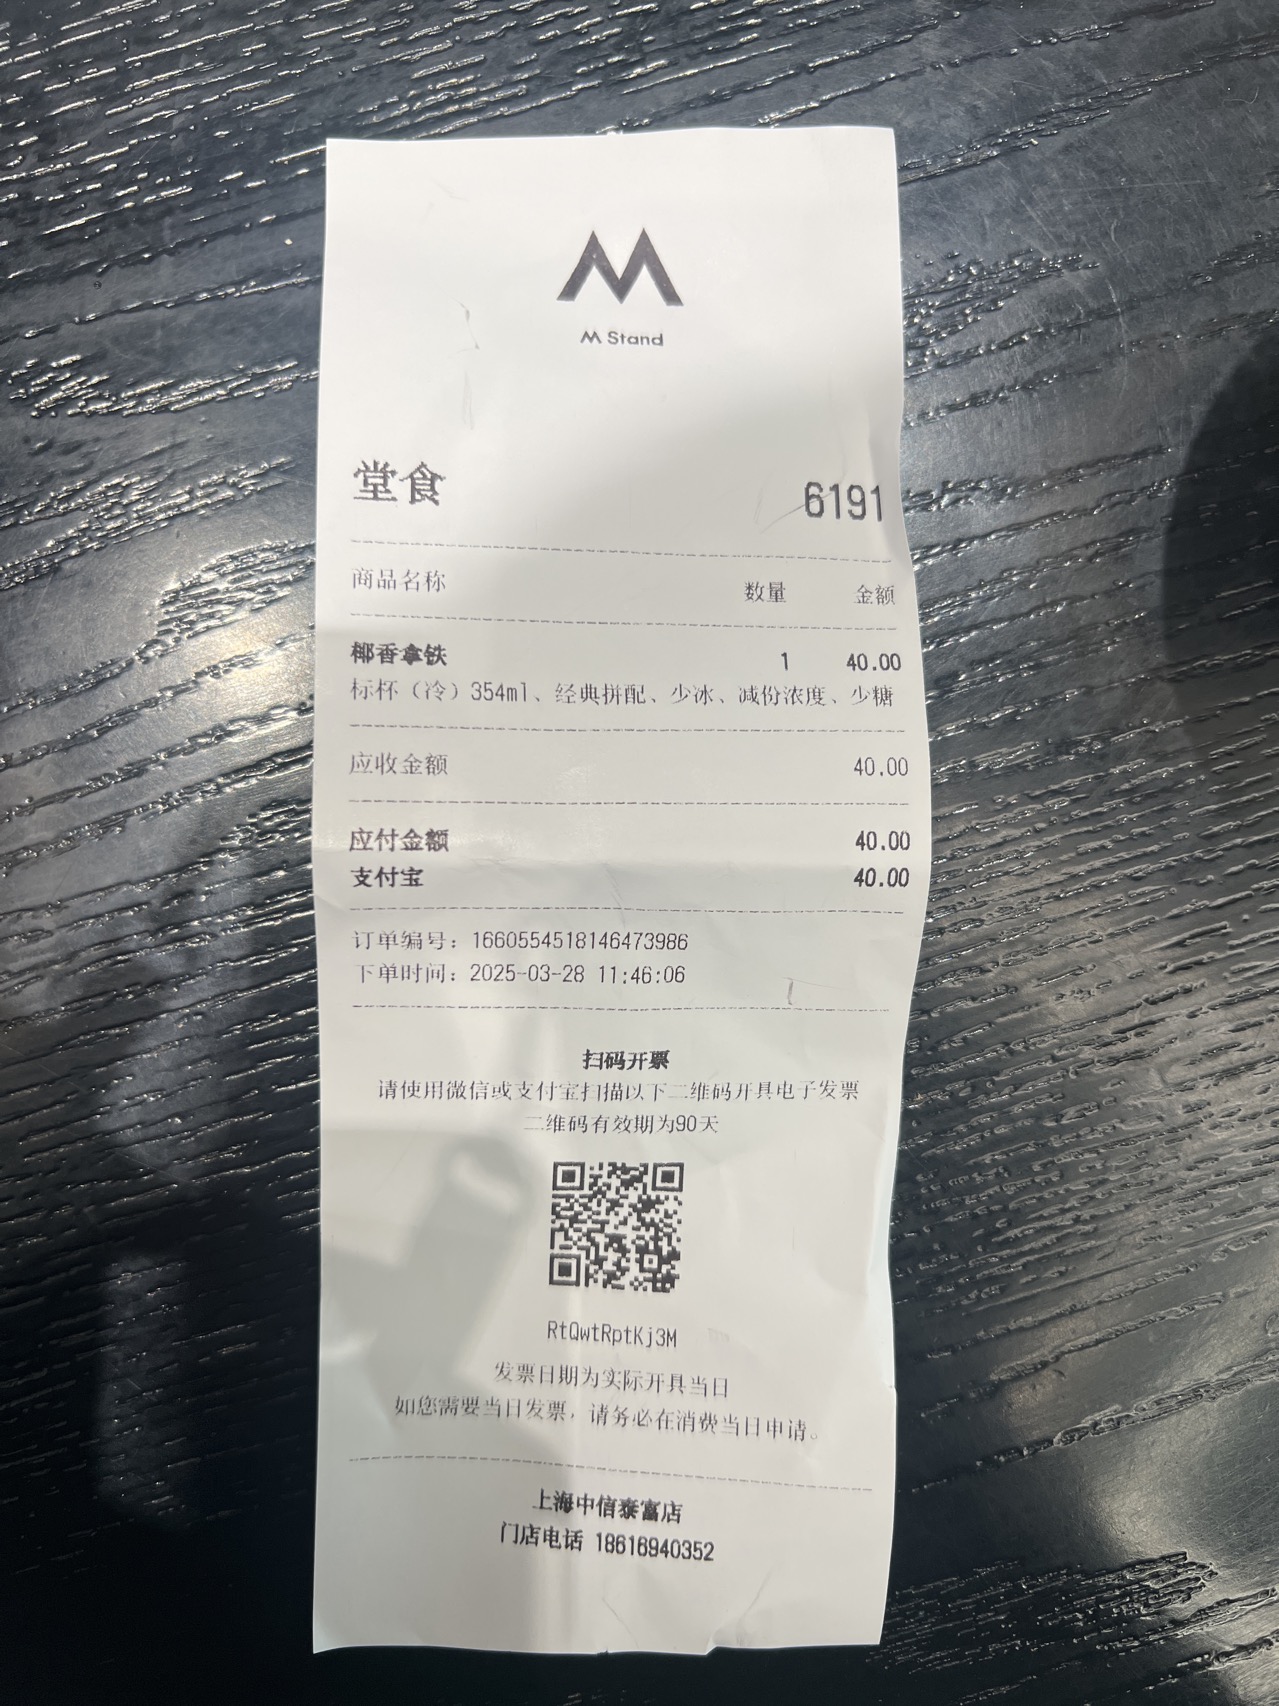 M Stand
堂食 6191
商品名称 数量 金额
椰香拿铁 1 40.00
标杯（冷）354ml、经典拼配、少冰、减份浓度、少糖
应收金额 40.00
应付金额 40.00
支付宝 40.00
订单编号：1660554518146473986
下单时间：2025-03-28 11:46:06
扫码开票
请使用微信或支付宝扫描以下二维码开具电子发票
二维码有效期为90天
RtQwtRptKj3M
发票日期为实际开具当日
如您需要当日发票，请务必在消费当日申请。
上海中信泰富店
门店电话 18616940352